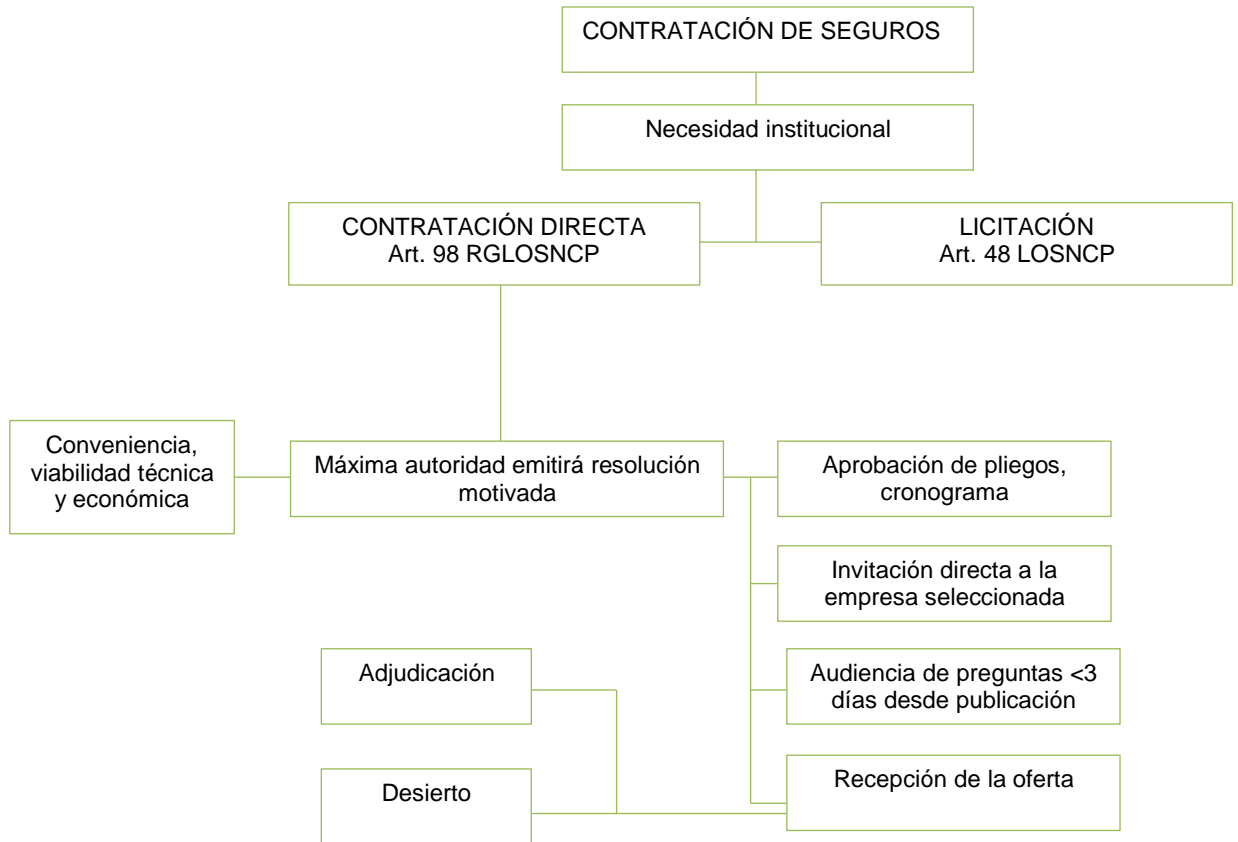 CONTRATACIÓN DE SEGUROS
Necesidad institucional
CONTRATACIÓN DIRECTA
Art. 98 RGLOSNCP
LICITACIÓN
Art. 48 LOSNCP
Conveniencia,
viabilidad técnica
y económica
Máxima autoridad emitirá resolución
motivada
Aprobación de pliegos,
cronograma
Invitación directa a la
empresa seleccionada
Adjudicación
Audiencia de preguntas <3
días desde publicación
Desierto
Recepción de la oferta